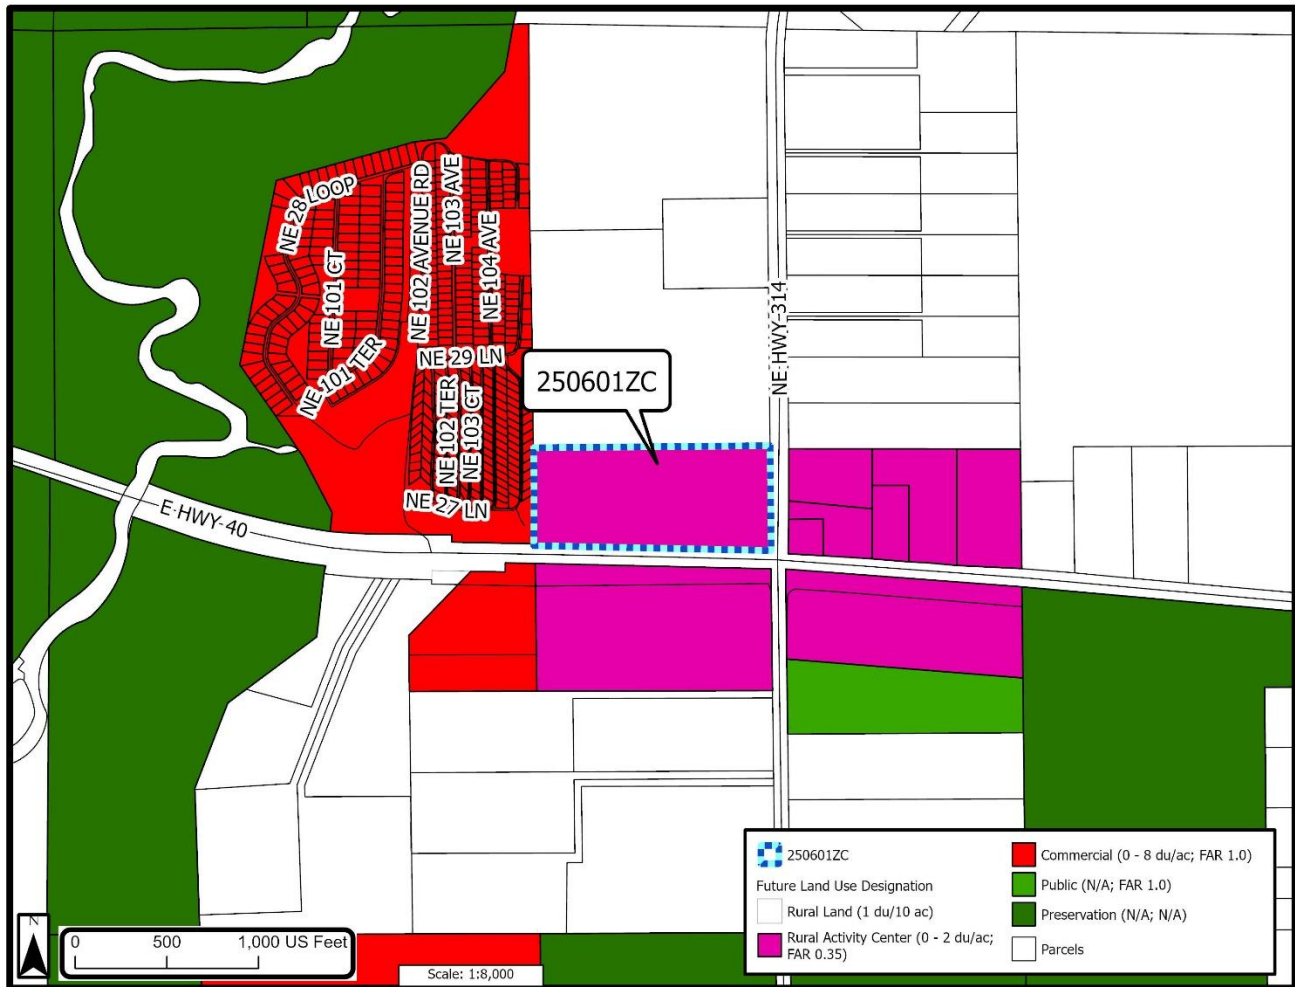 NE 28 LOOP
NE 101 CT
NE 101 TER
NE 102 AVENUE RD
NE 103 AVE
NE 104 AVE
NE 29 LN
NE 102 TER
NE 103 CT
NE 27 LN
250601ZC
NE HWY-314
E HWY-40
N
0 500 1,000 US Feet
Scale: 1:8,000
250601ZC
Future Land Use Designation
Rural Land (1 du/10 ac)
Rural Activity Center (0 - 2 du/ac;
FAR 0.35)
Commercial (0 - 8 du/ac; FAR 1.0)
Public (N/A; FAR 1.0)
Preservation (N/A; N/A)
Parcels